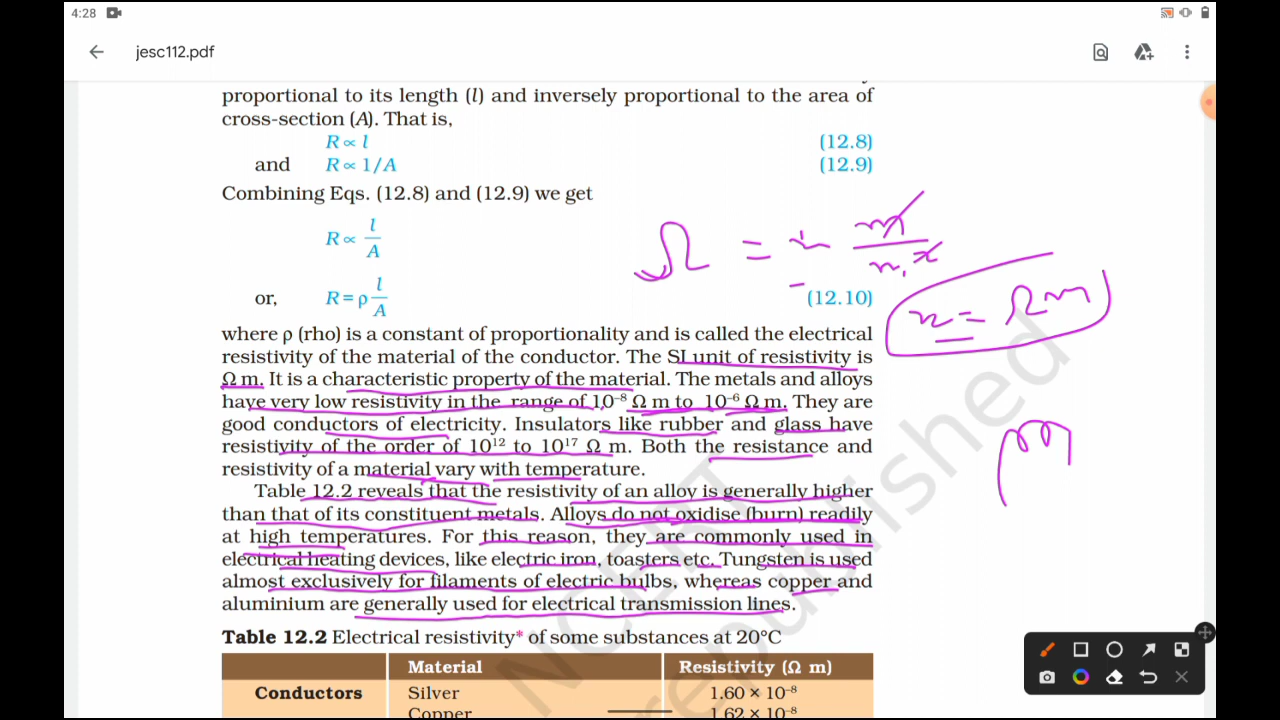 4:28
jesc112.pdf
proportional to its length (l) and inversely proportional to the area of
cross-section (A). That is,
R ∝ l (12.8)
and R ∝ 1/A (12.9)
Combining Eqs. (12.8) and (12.9) we get
R ∝ l/A
or, R = ρ l/A (12.10)
Ω =
= Ω m
where ρ (rho) is a constant of proportionality and is called the electrical
resistivity of the material of the conductor. The SI unit of resistivity is
Ω m. It is a characteristic property of the material. The metals and alloys
have very low resistivity in the range of 10⁻⁸ Ω m to 10⁻⁶ Ω m. They are
good conductors of electricity. Insulators like rubber and glass have
resistivity of the order of 10¹² to 10¹⁷ Ω m. Both the resistance and
resistivity of a material vary with temperature.
Table 12.2 reveals that the resistivity of an alloy is generally higher
than that of its constituent metals. Alloys do not oxidise (burn) readily
at high temperatures. For this reason, they are commonly used in
electrical heating devices, like electric iron, toasters etc. Tungsten is used
almost exclusively for filaments of electric bulbs, whereas copper and
aluminium are generally used for electrical transmission lines.
Table 12.2 Electrical resistivity* of some substances at 20°C
Material Resistivity (Ω m)
Conductors Silver 1.60 × 10⁻⁸
Copper 1.62 × 10⁻⁸
NCERT
republished